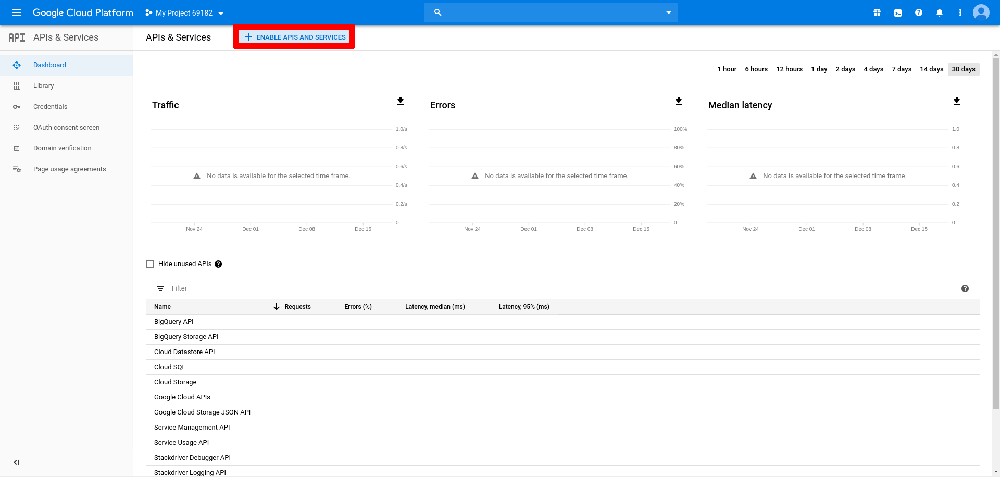 Google Cloud Platform
My Project 69182
API APIs & Services
APIs & Services
ENABLE APIS AND SERVICES
Dashboard
Library
Credentials
OAuth consent screen
Domain verification
Page usage agreements
1 hour 6 hours 12 hours 1 day 2 days 4 days 7 days 14 days 30 days
Traffic
1.0/s
0.8/s
0.6/s
No data is available for the selected time frame.
0.4/s
0.2/s
0
Nov 24 Dec 01 Dec 08 Dec 15
Errors
100%
80%
60%
No data is available for the selected time frame.
40%
20%
0
Nov 24 Dec 01 Dec 08 Dec 15
Median latency
1.0
0.8
0.6
No data is available for the selected time frame.
0.4
0.2
0
Nov 24 Dec 01 Dec 08 Dec 15
Hide unused APIs
Filter
Name Requests Errors (%) Latency, median (ms) Latency, 95% (ms)
BigQuery API
BigQuery Storage API
Cloud Datastore API
Cloud SQL
Cloud Storage
Google Cloud APIs
Google Cloud Storage JSON API
Service Management API
Service Usage API
Stackdriver Debugger API
Stackdriver Logging API